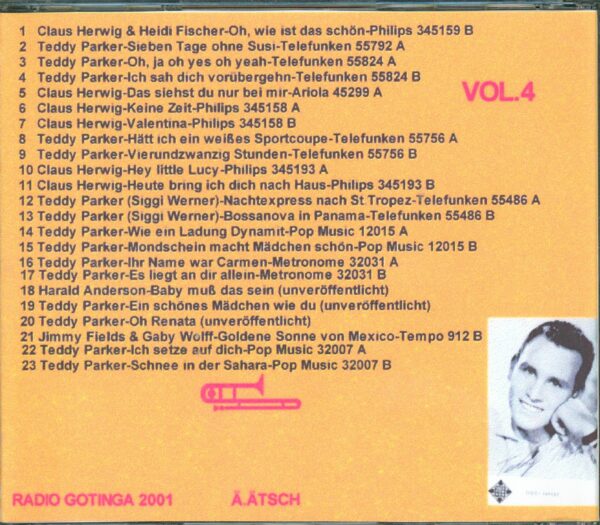 1 Claus Herwig & Heidi Fischer-Oh, wie ist das schön-Philips 345159 B
2 Teddy Parker-Sieben Tage ohne Susi-Telefunken 55792 A
3 Teddy Parker-Oh, ja oh yes oh yeah-Telefunken 55824 A
4 Teddy Parker-Ich sah dich vorübergehn-Telefunken 55824 B
5 Claus Herwig-Das siehst du nur bei mir-Ariola 45299 A
VOL.4
6 Claus Herwig-Keine Zeit-Philips 345158 A
7 Claus Herwig-Valentina-Philips 345158 B
8 Teddy Parker-Hätt ich ein weißes Sportcoupe-Telefunken 55756 A
9 Teddy Parker-Vierundzwanzig Stunden-Telefunken 55756 B
10 Claus Herwig-Hey little Lucy-Philips 345193 A
11 Claus Herwig-Heute bring ich dich nach Haus-Philips 345193 B
12 Teddy Parker (Siggi Werner)-Nachtexpress nach St Tropez-Telefunken 55486 A
13 Teddy Parker (Siggi Werner)-Bossanova in Panama-Telefunken 55486 B
14 Teddy Parker-Wie ein Ladung Dynamit-Pop Music 12015 A
15 Teddy Parker-Mondschein macht Mädchen schön-Pop Music 12015 B
16 Teddy Parker-Ihr Name war Carmen-Metronome 32031 A
17 Teddy Parker-Es liegt an dir allein-Metronome 32031 B
18 Harald Anderson-Baby muß das sein (unveröffentlicht)
19 Teddy Parker-Ein schönes Mädchen wie du (unveröffentlicht)
20 Teddy Parker-Oh Renata (unveröffentlicht)
21 Jimmy Fields & Gaby Wolff-Goldene Sonne von Mexico-Tempo 912 B
22 Teddy Parker-Ich setze auf dich-Pop Music 32007 A
23 Teddy Parker-Schnee in der Sahara-Pop Music 32007 B
RADIO GOTINGA 2001 Ä.ÄTSCH